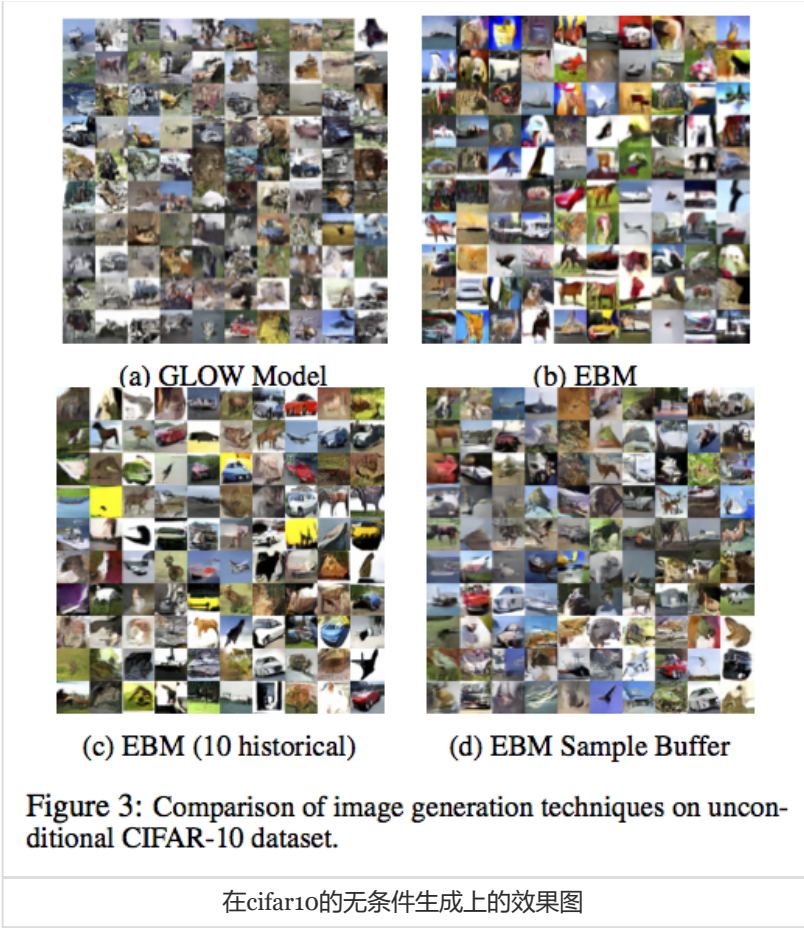 (a) GLOW Model
(b) EBM
(c) EBM (10 historical)
(d) EBM Sample Buffer
Figure 3: Comparison of image generation techniques on uncon-
ditional CIFAR-10 dataset.
在cifar10的无条件生成上的效果图